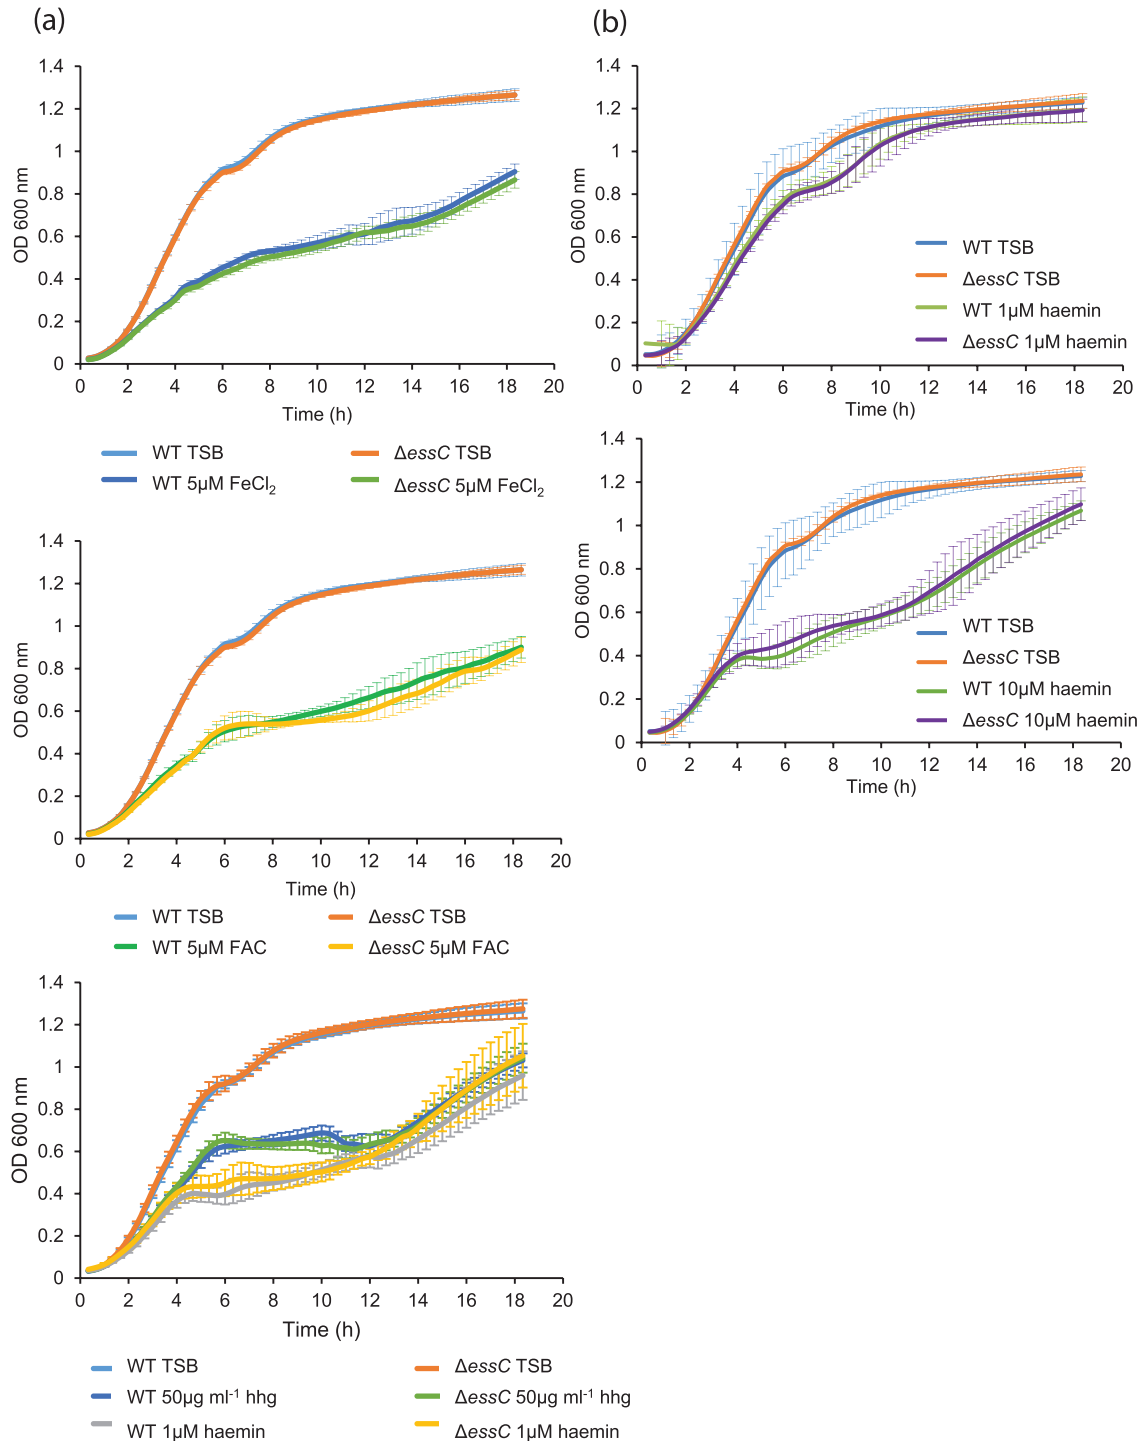 (a)
1.4
1.2
1
0.8
0.6
0.4
0.2
0
OD 600 nm
0 2 4 6 8 10 12 14 16 18 20
Time (h)
WT TSB
ΔessC TSB
WT 5µM FeCl₂
ΔessC 5µM FeCl₂
1.4
1.2
1
0.8
0.6
0.4
0.2
0
OD 600 nm
0 2 4 6 8 10 12 14 16 18 20
Time (h)
WT TSB
ΔessC TSB
WT 5µM FAC
ΔessC 5µM FAC
1.4
1.2
1
0.8
0.6
0.4
0.2
0
OD 600 nm
0 2 4 6 8 10 12 14 16 18 20
Time (h)
WT TSB
ΔessC TSB
WT 50µg ml⁻¹ hhg
ΔessC 50µg ml⁻¹ hhg
WT 1µM haemin
ΔessC 1µM haemin
(b)
1.4
1.2
1
0.8
0.6
0.4
0.2
0
OD 600 nm
WT TSB
ΔessC TSB
WT 1µM haemin
ΔessC 1µM haemin
0 2 4 6 8 10 12 14 16 18 20
Time (h)
1.4
1.2
1
0.8
0.6
0.4
0.2
0
OD 600 nm
WT TSB
ΔessC TSB
WT 10µM haemin
ΔessC 10µM haemin
0 2 4 6 8 10 12 14 16 18 20
Time (h)